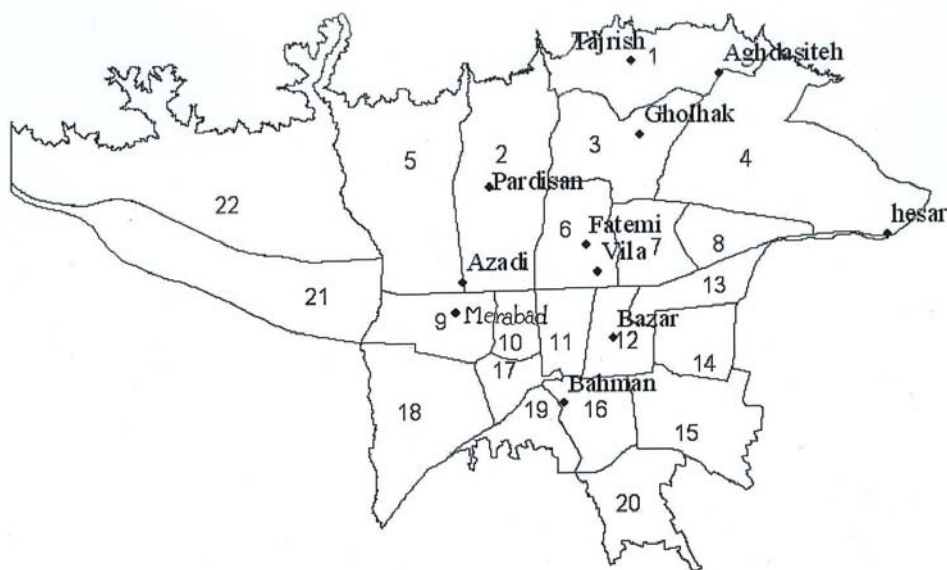 Tajrish
1
Aghdasiteh
Gholhak
3
4
5
2
Pardisan
22
hesar
6
Fatemi
7
8
Vila
Azadi
13
21
9
Merabad
10
11
Bazar
12
14
17
Bahman
18
19
16
15
20